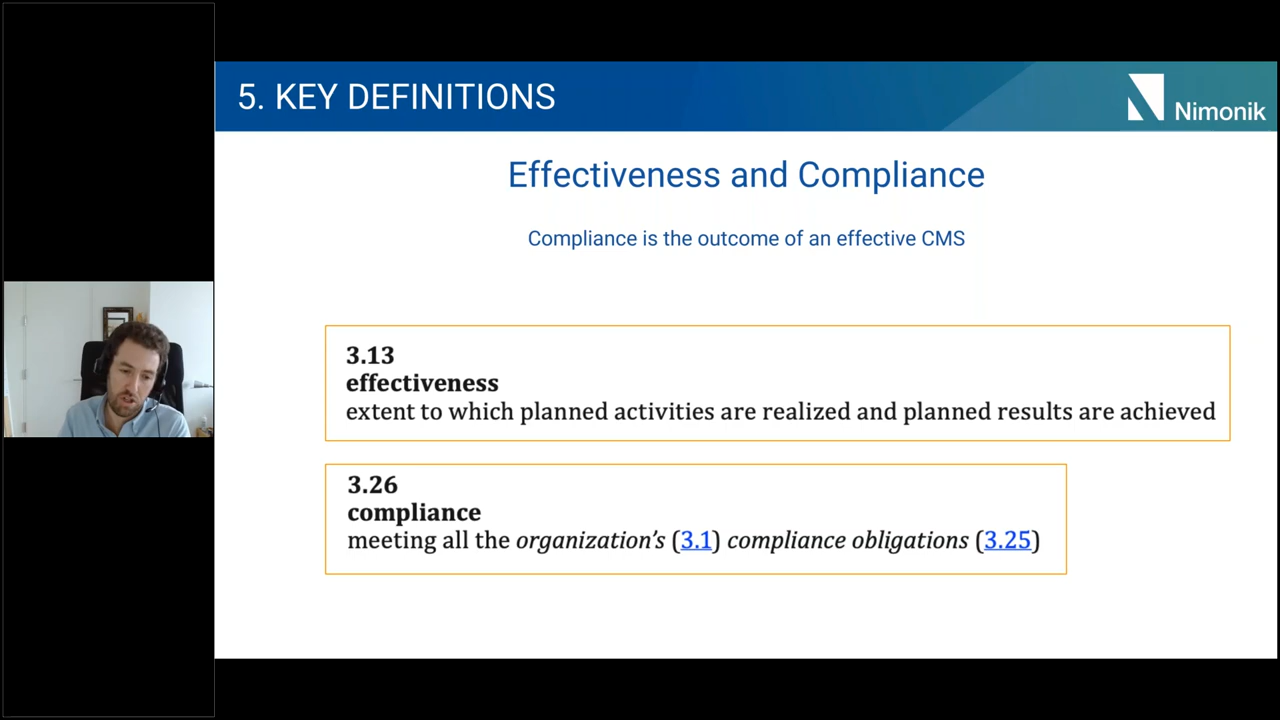 5. KEY DEFINITIONS
Nimonik
Effectiveness and Compliance
Compliance is the outcome of an effective CMS
3.13
effectiveness
extent to which planned activities are realized and planned results are achieved
3.26
compliance
meeting all the organization’s (3.1) compliance obligations (3.25)